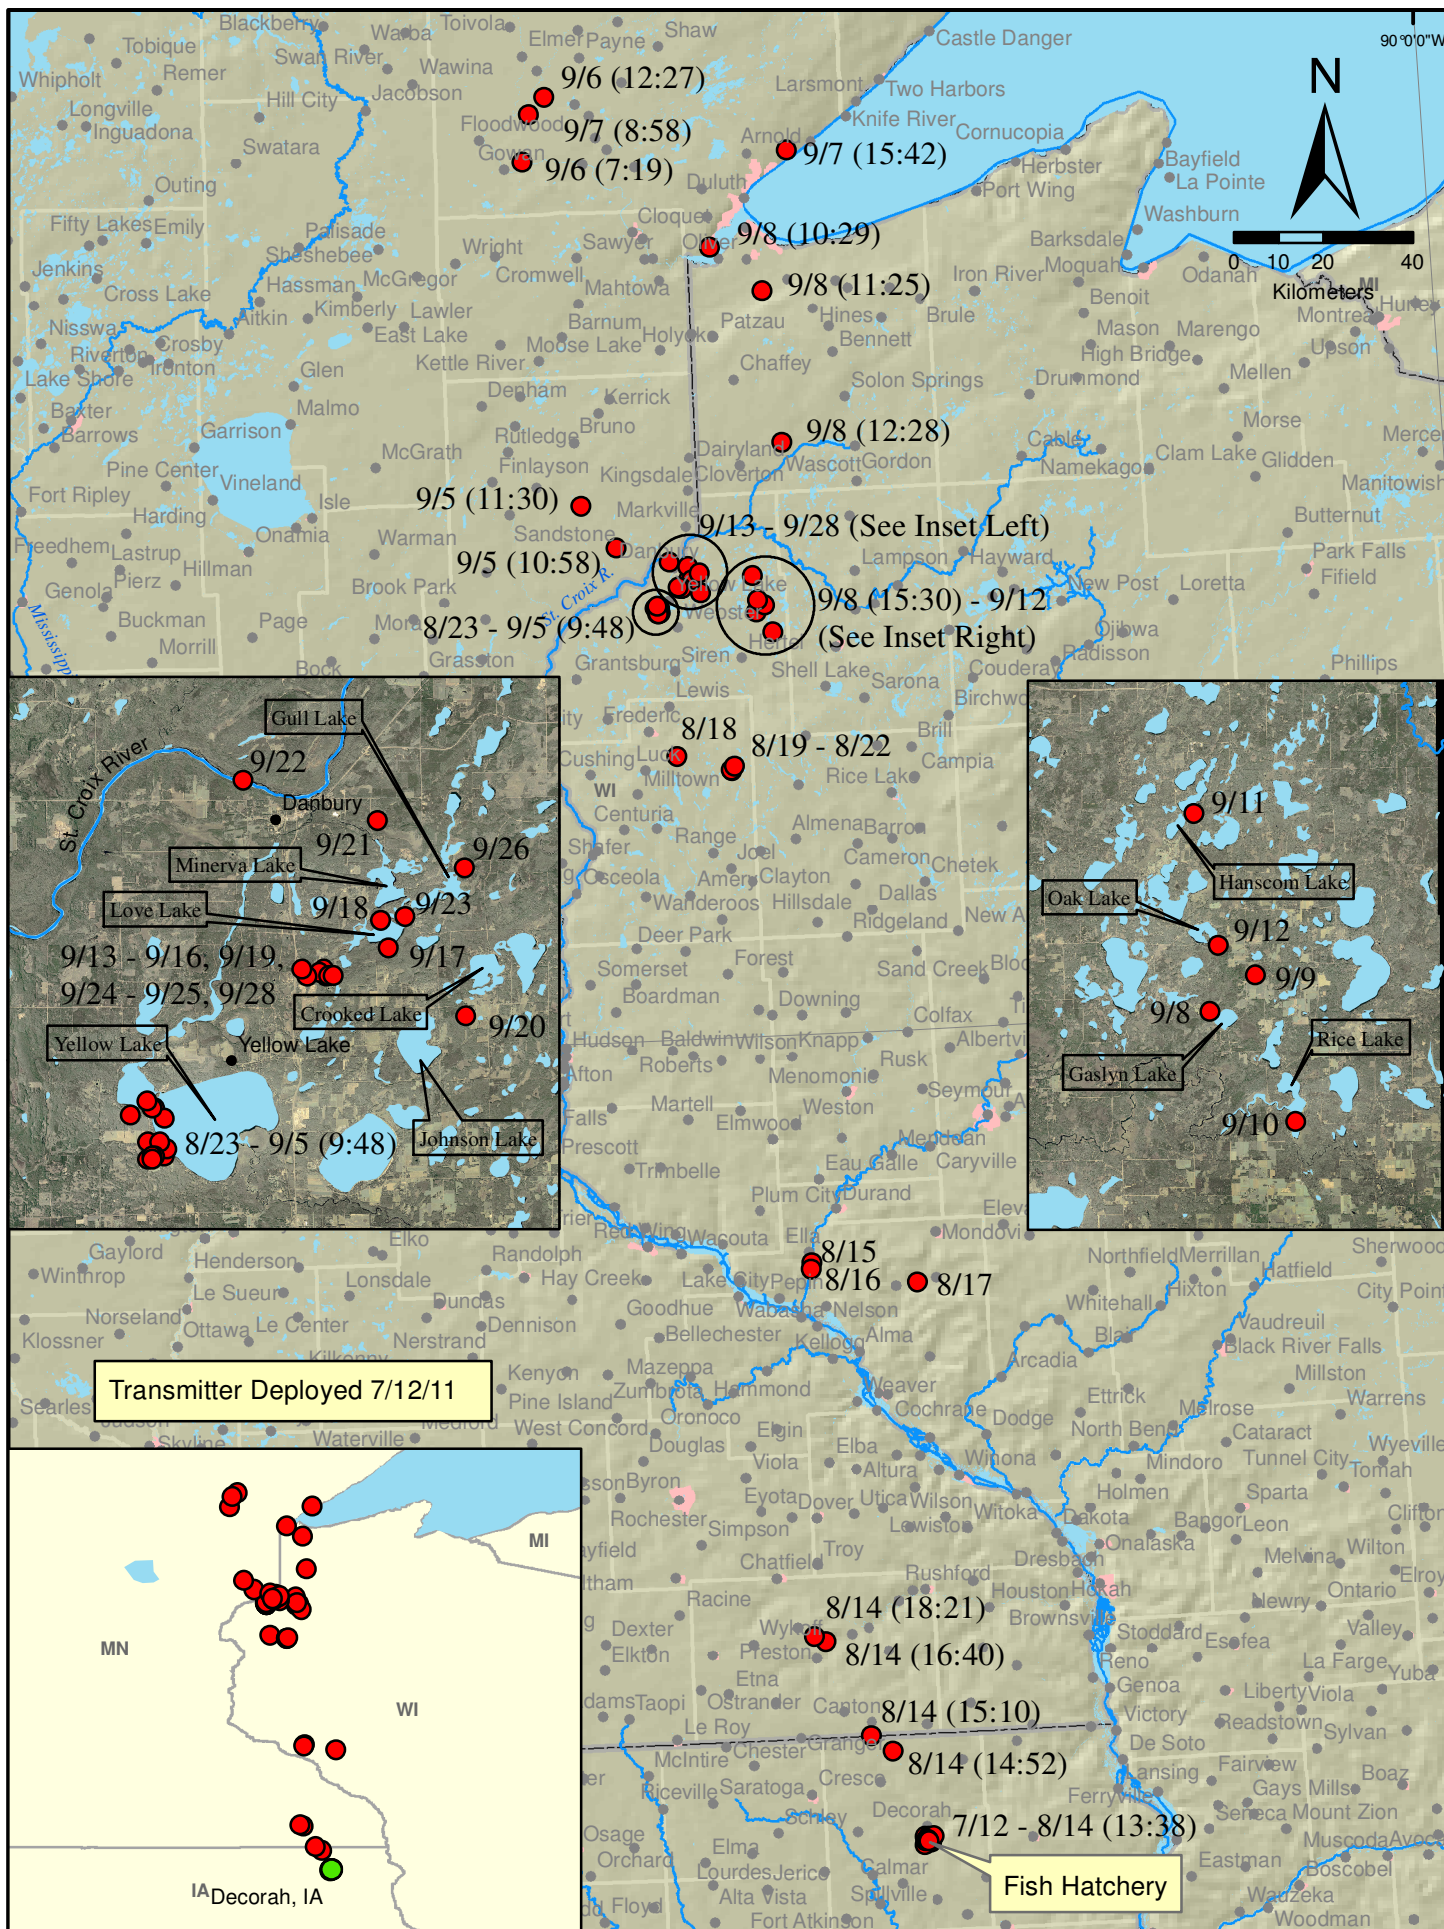 Blackberry
Toivola
Warba
Elmer
Payne
Shaw
Castle Danger
90°0'0"W
Tobique
Swan River
Wawina
Whipholt
Remer
Jacobson
9/6 (12:27)
Larsmont
Two Harbors
N
Longville
Hill City
Inguadona
Floodwood
9/7 (8:58)
Knife River
Cornucopia
Swatara
Gowan
9/6 (7:19)
Arnold
9/7 (15:42)
Herbster
Bayfield
La Pointe
Outing
Duluth
Port Wing
Fifty Lakes
Emily
Palisade
Cloquet
Washburn
Sheshebee
Wright
Sawyer
Oliver
9/8 (10:29)
Barksdale
Jenkins
Hassman
McGregor
Cromwell
Mahtowa
Iron River
Moquah
Odanah
0 10 20 40
Kilometers
MI
Cross Lake
Kimberly
Lawler
9/8 (11:25)
Benoit
Hurley
Nisswa
Aitkin
East Lake
Barnum
Holyok
Patzau
Hines
Brule
Mason
Marengo
Montreal
Riverton
Crosby
Kettle River
Moose Lake
Bennett
High Bridge
Upson
Lake Shore
Ironton
Glen
Chaffey
Drummond
Mellen
Baxter
Malmo
Denham
Kerrick
Solon Springs
Barrows
Garrison
Rutledge
Bruno
Dairyland
9/8 (12:28)
Cable
Morse
Mercer
Pine Center
McGrath
Finlayson
Kingsdale
Cloverton
Wascott
Gordon
Namekagon
Clam Lake
Glidden
Fort Ripley
Vineland
Isle
9/5 (11:30)
Markville
Manitowish
Harding
Onamia
Sandstone
9/13 - 9/28 (See Inset Left)
Butternut
Freedhem
Lastrup
Warman
9/5 (10:58)
Danbury
Lampson
Hayward
Park Falls
Genola
Pierz
Hillman
Brook Park
St. Croix R.
Yellow Lake
New Post
Loretta
Fifield
Buckman
Page
Mora
8/23 - 9/5 (9:48)
Webster
9/8 (15:30) - 9/12
(See Inset Right)
Ojibwa
Mississippi
Morrill
Bock
Grasston
Grantsburg
Siren
Hertel
Shell Lake
Couderay
Radisson
Phillips
Lewis
Sarona
Birchwo
Gull Lake
Frederic
8/18
8/19 - 8/22
Brill
St. Croix River
9/22
Cushing
Luck
Milltown
Rice Lake
Campia
9/11
Danbury
WI
Centuria
Almena
Barron
Hanscom Lake
9/21
Range
Minerva Lake
9/26
Shafer
Joel
Cameron
Chetek
Oak Lake
Osceola
Amery
Clayton
Dallas
9/12
Love Lake
9/18
9/23
Wanderoos
Hillsdale
Ridgeland
New A
9/9
9/13 - 9/16, 9/19,
9/24 - 9/25, 9/28
9/17
Deer Park
Forest
Somerset
Sand Creek
9/8
Crooked Lake
Boardman
Downing
Colfax
Rice Lake
Yellow Lake
Yellow Lake
9/20
Hudson
Baldwin
Wilson
Knapp
Albertvi
Gaslyn Lake
Afton
Roberts
Rusk
Menomonie
Seymour
Martell
Weston
8/23 - 9/5 (9:48)
Johnson Lake
Prescott
Elmwood
Meridean
9/10
Trimbelle
Eau Galle
Caryville
Plum City
Durand
Red Wing
Wacouta
Ella
Mondovi
Gaylord
Henderson
Elko
Randolph
8/15
Northfield
Merrillan
Sherwood
Winthrop
Lonsdale
Hay Creek
Lake City
Pepin
8/16
8/17
Hatfield
Le Sueur
Dundas
Hixton
City Point
Norseland
Goodhue
Wabasha
Nelson
Whitehall
Klossner
Ottawa
Le Center
Nerstrand
Dennison
Bellechester
Kellogg
Alma
Blair
Vaudreuil
Black River Falls
Kilkenny
Kenyon
Mazeppa
Arcadia
Millston
Transmitter Deployed 7/12/11
Pine Island
Zumbrota
Hammond
Weaver
Ettrick
Warrens
Searles
Judson
Medford
West Concord
Oronoco
Cochrane
Dodge
Melrose
Skyline
Waterville
Douglas
Elgin
North Bend
Cataract
Byron
Viola
Elba
Winona
Tunnel City
Wyeville
Altura
Mindoro
Tomah
Rochester
Eyota
Dover
Utica
Wilson
Witoka
Holmen
Sparta
Simpson
Lewiston
Dakota
Bangor
Leon
Clifton
MI
Chatfield
Troy
Dresbach
Onalaska
Wilton
Racine
Rushford
Houston
Hokah
Melvina
Elroy
8/14 (18:21)
Brownsville
Newry
Ontario
MN
Dexter
Wykoff
Stoddard
Esofea
Valley
Elkton
Preston
8/14 (16:40)
Reno
La Farge
Yuba
Etna
Genoa
WI
Taopi
Ostrander
Canton
8/14 (15:10)
Victory
Liberty
Viola
Le Roy
Readstown
Sylvan
McIntire
Chester
Granger
8/14 (14:52)
De Soto
Riceville
Saratoga
Cresco
Lansing
Fairview
Boaz
Gays Mills
Ferryville
Schley
Decorah
7/12 - 8/14 (13:38)
Seneca
Mount Zion
Osage
Elma
Muscoda
Avoca
Orchard
Lourdes
Jerico
Calmar
Fish Hatchery
Eastman
Boscobel
IA
Decorah, IA
Floyd
Alta Vista
Spillville
Wauzeka
Fort Atkinson
Woodman